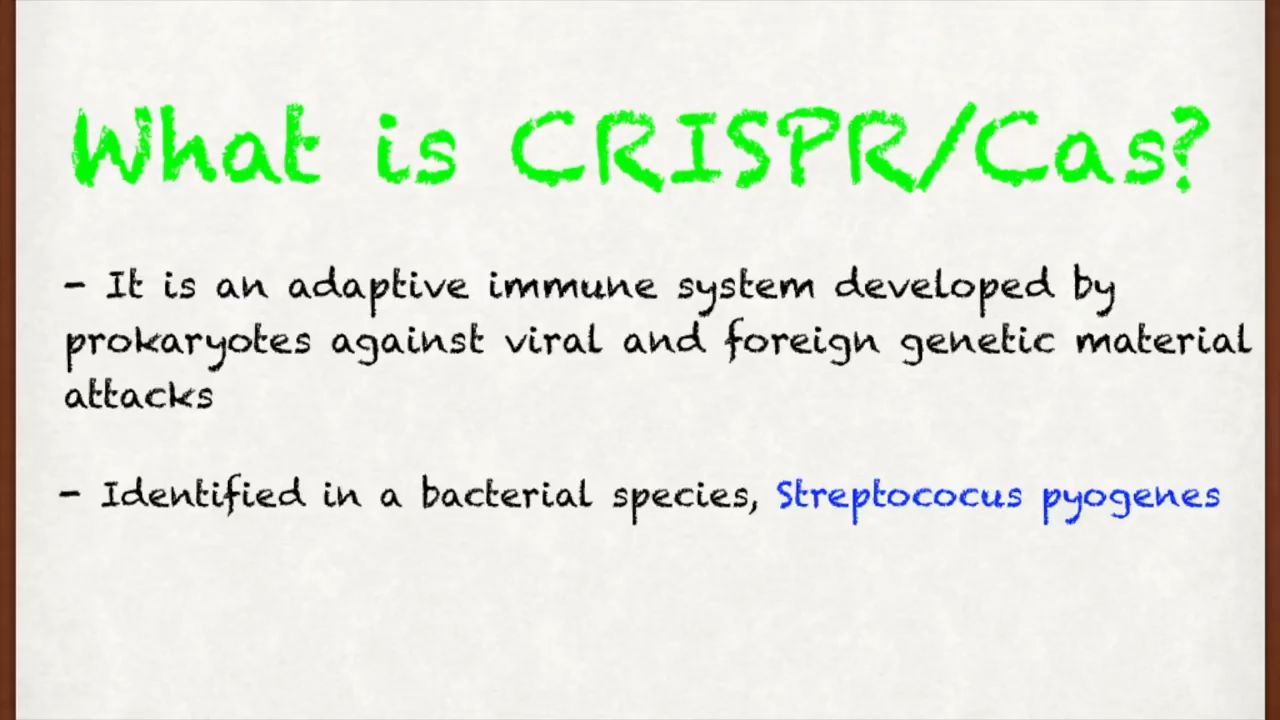 What is CRISPR/Cas?
- It is an adaptive immune system developed by
prokaryotes against viral and foreign genetic material
attacks
- Identified in a bacterial species, Streptococus pyogenes